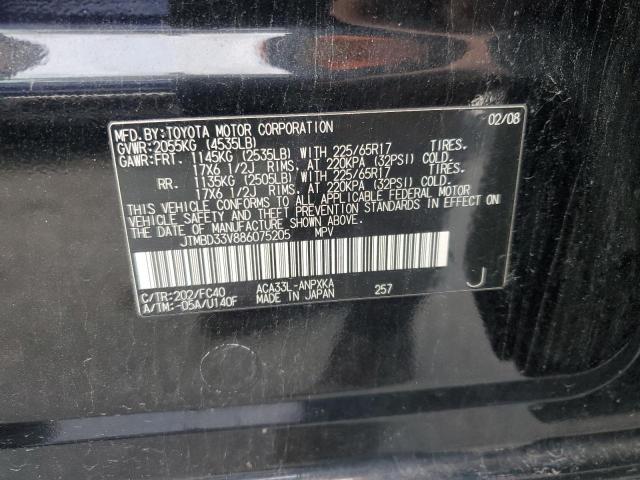 MFD.BY:TOYOTA MOTOR CORPORATION 02/08
GVWR:2055KG (4535LB)
GAWR:FRT. 1145KG (2535LB) WITH 225/65R17 TIRES.
17X6 1/2J RIMS, AT 220KPA (32PSI) COLD.
RR. 1135KG (2505LB) WITH 225/65R17 TIRES.
17X6 1/2J RIMS, AT 220KPA (32PSI) COLD.
THIS VEHICLE CONFORMS TO ALL APPLICABLE FEDERAL MOTOR
VEHICLE SAFETY AND THEFT PREVENTION STANDARDS IN EFFECT ON
THE DATE OF MANUFACTURE SHOWN ABOVE.
JTMBD33V886075205 MPV
C/TR:202/FC40 ACA33L-ANPXKA J
A/TM:-05A/U140F MADE IN JAPAN 257